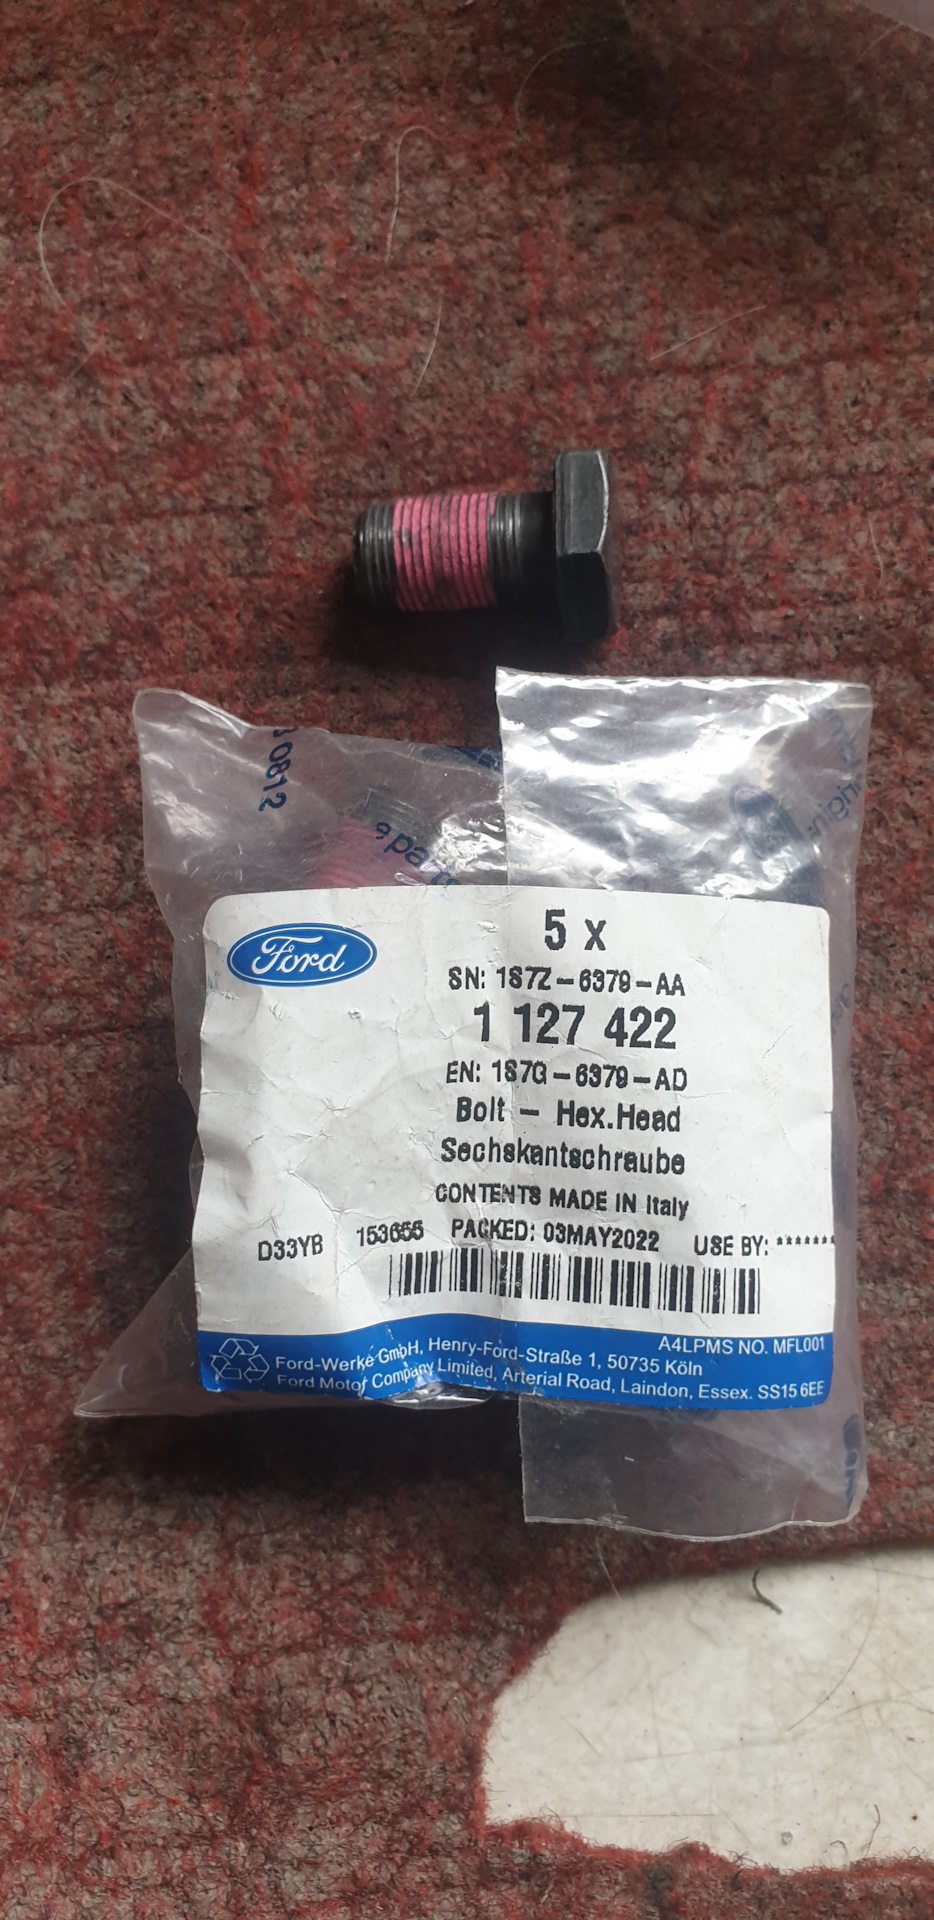 0812
parts
Ford
5 x
SN: 1S7Z-6379-AA
1 127 422
EN: 1S7G-6379-AD
Bolt - Hex.Head
Sechskantschraube
CONTENTS MADE IN Italy
D33YB 153655 PACKED: 03MAY2022 USE BY: *******
A4LPMS NO. MFL001
Ford-Werke GmbH, Henry-Ford-Straße 1, 50735 Köln
Ford Motor Company Limited, Arterial Road, Laindon, Essex. SS15 6EE